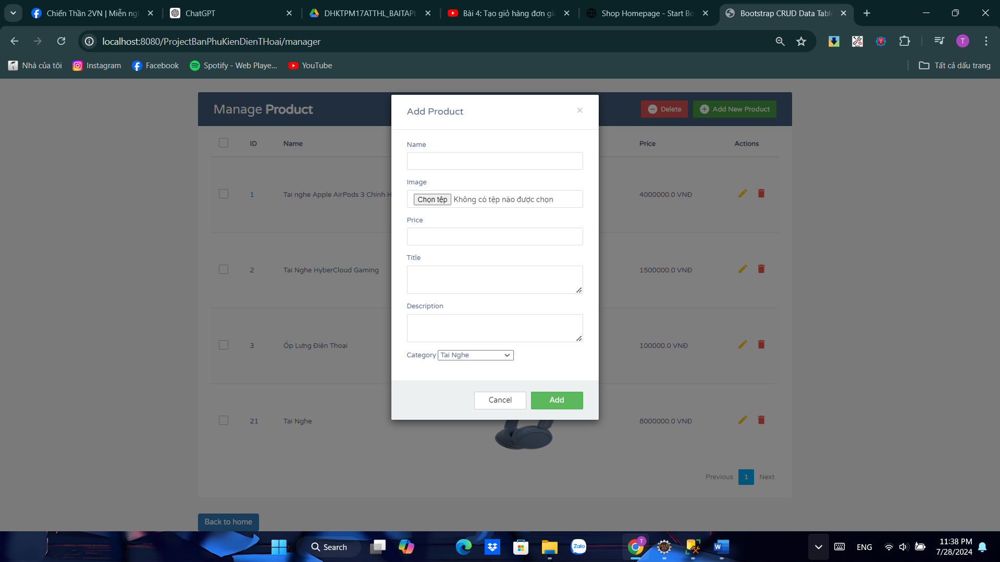 Chiến Thần 2VN | Miễn ng
ChatGPT
DHKTPM17ATTHL_BAITAPL
Bài 4: Tạo giỏ hàng đơn giả
Shop Homepage - Start Bo
Bootstrap CRUD Data Table
localhost:8080/ProjectBanPhuKienDienTHoai/manager
T
Nhà của tôi
Instagram
Facebook
Spotify - Web Playe...
YouTube
Tất cả dấu trang
Manage Product
Delete
Add New Product
ID
Name
Price
Actions
1
Tai nghe Apple AirPods 3 Chính H
4000000.0 VNĐ
2
Tai Nghe HyberCloud Gaming
1500000.0 VNĐ
3
Ốp Lưng Điện Thoại
100000.0 VNĐ
21
Tai Nghe
8000000.0 VNĐ
Add Product
×
Name
Image
Chọn tệp Không có tệp nào được chọn
Price
Title
Description
Category Tai Nghe
Cancel
Add
Previous
1
Next
Back to home
Search
Zalo
T
W
ENG
11:38 PM
7/28/2024